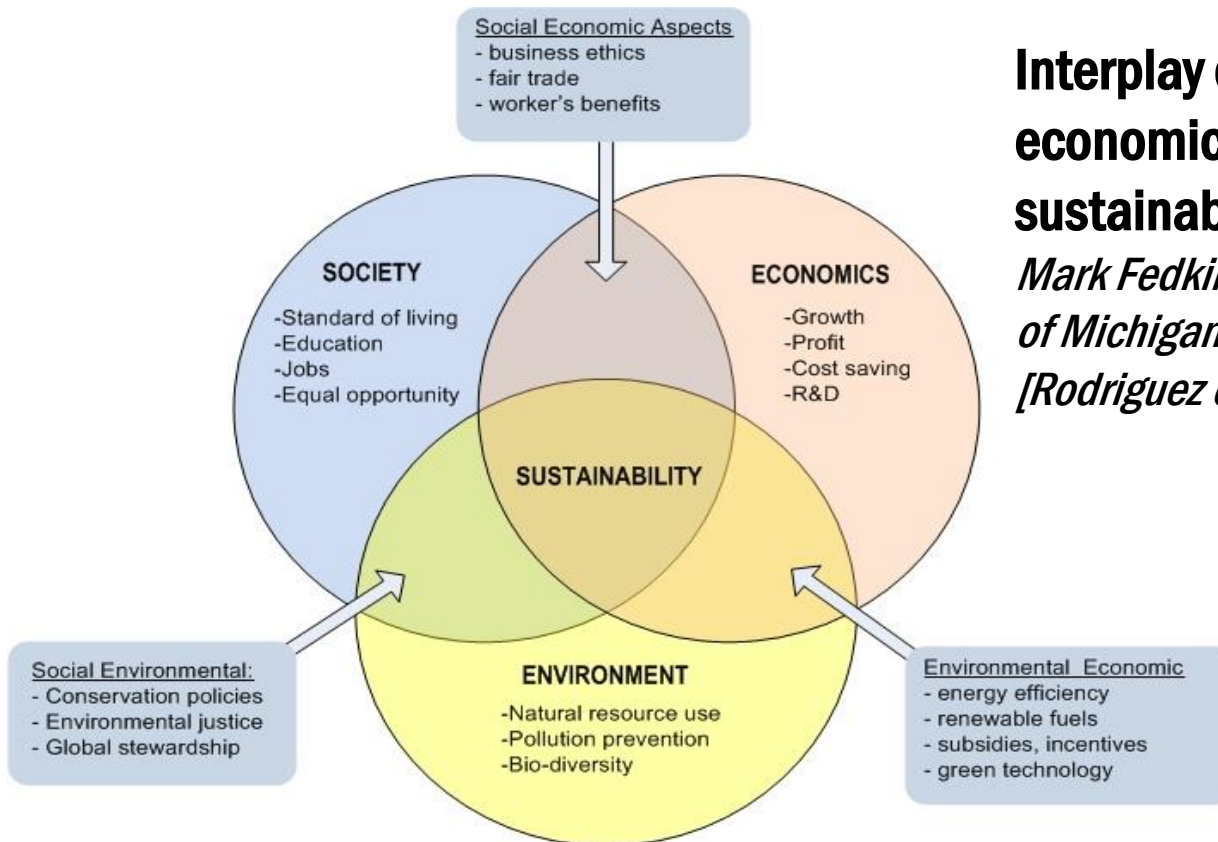 Social Economic Aspects
- business ethics
- fair trade
- worker's benefits
Interplay
economic
sustainab
Mark Fedki
of Michigan
[Rodriguez
SOCIETY
-Standard of living
-Education
-Jobs
-Equal opportunity
ECONOMICS
-Growth
-Profit
-Cost saving
-R&D
SUSTAINABILITY
Social Environmental:
- Conservation policies
- Environmental justice
- Global stewardship
ENVIRONMENT
-Natural resource use
-Pollution prevention
-Bio-diversity
Environmental Economic
- energy efficiency
- renewable fuels
- subsidies, incentives
- green technology